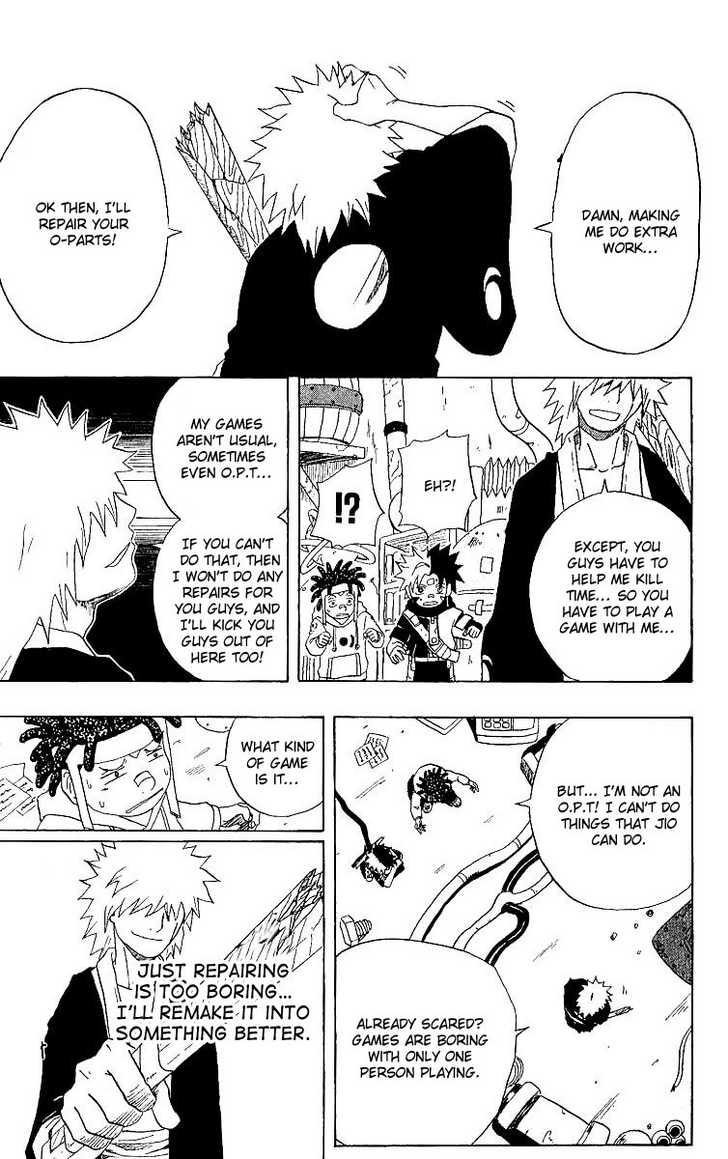 DAMN, MAKING
ME DO EXTRA
WORK...
OK THEN, I'LL
REPAIR YOUR
O-PARTS!
EXCEPT, YOU
GUYS HAVE TO
HELP ME KILL
TIME... SO YOU
HAVE TO PLAY A
GAME WITH ME...
EH?!
!?
MY GAMES
AREN'T USUAL,
SOMETIMES
EVEN O.P.T...
IF YOU CAN'T
DO THAT, THEN
I WON'T DO ANY
REPAIRS FOR
YOU GUYS, AND
I'LL KICK YOU
GUYS OUT OF
HERE TOO!
BUT... I'M NOT AN
O.P.T! I CAN'T DO
THINGS THAT JIO
CAN DO.
ALREADY SCARED?
GAMES ARE BORING
WITH ONLY ONE
PERSON PLAYING.
WHAT KIND
OF GAME
IS IT...
JUST REPAIRING
IS TOO BORING...
I'LL REMAKE IT INTO
SOMETHING BETTER.